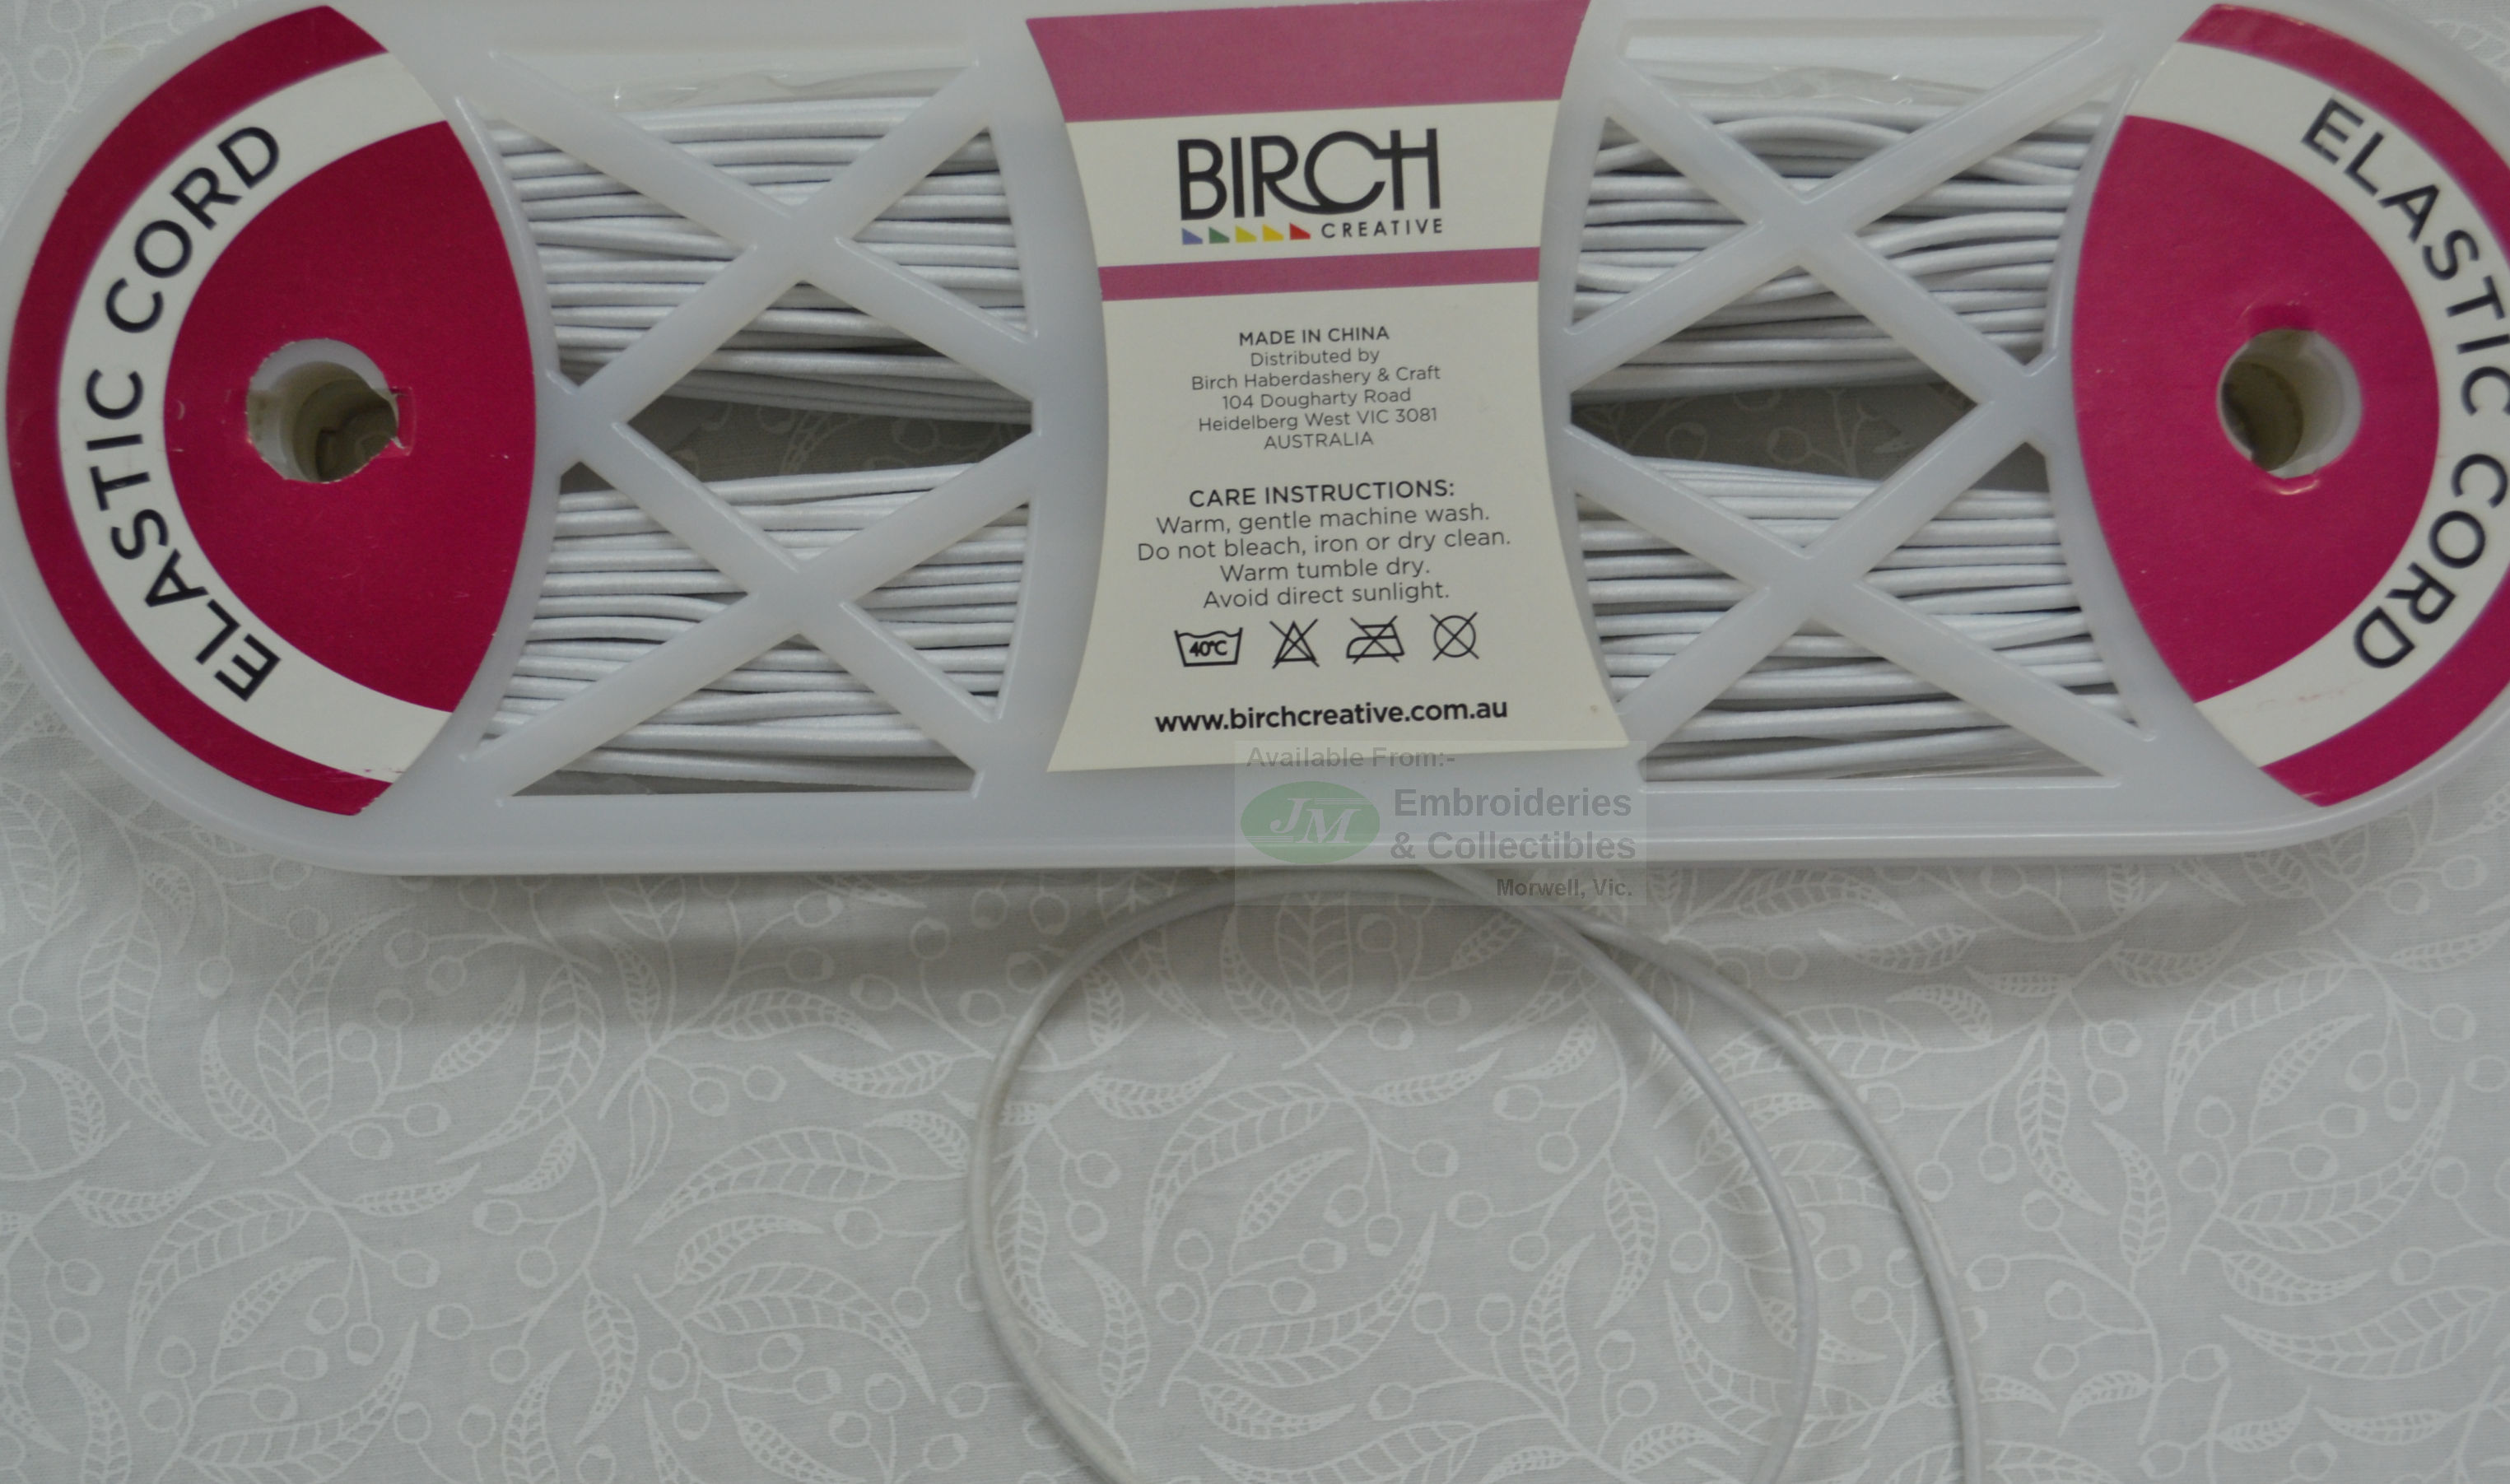 ELASTIC CORD
BIRCH
CREATIVE
MADE IN CHINA
Distributed by
Birch Haberdashery & Craft
104 Dougharty Road
Heidelberg West VIC 3081
AUSTRALIA
CARE INSTRUCTIONS:
Warm, gentle machine wash.
Do not bleach, iron or dry clean.
Warm tumble dry.
Avoid direct sunlight.
40°C
www.birchcreative.com.au
ELASTIC CORD
Available From:-
JM
Embroideries
& Collectibles
Morwell, Vic.